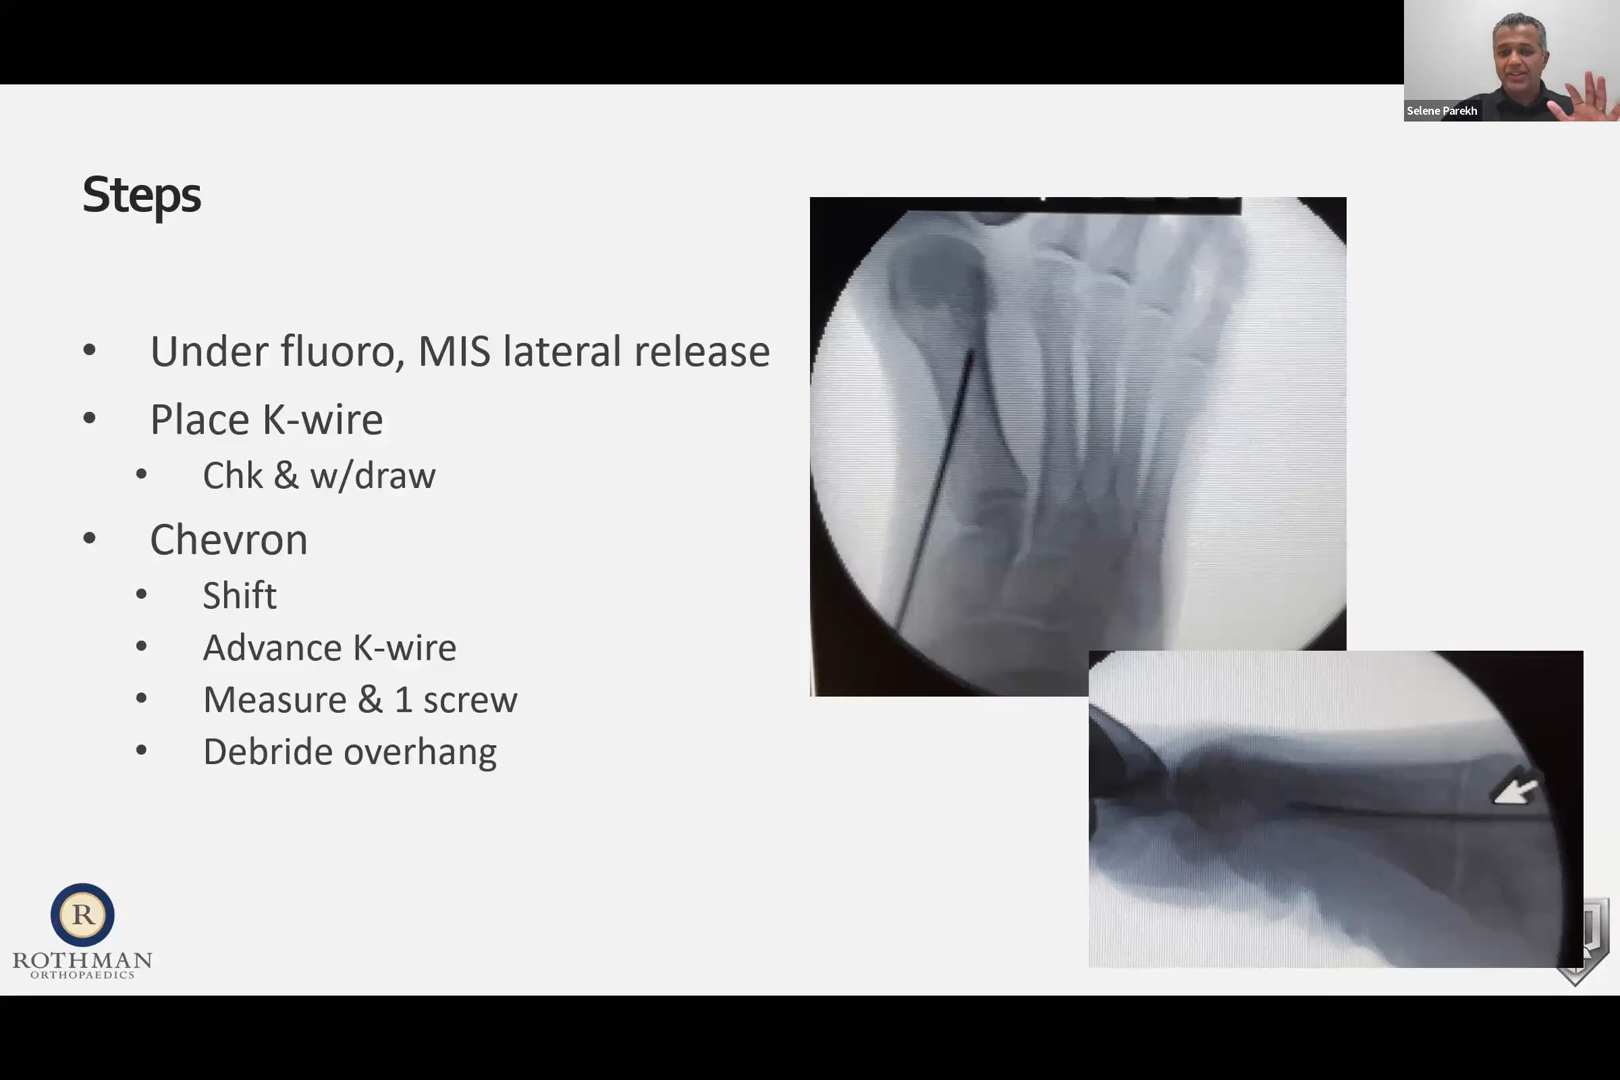 Selene Parekh
Steps
• Under fluoro, MIS lateral release
• Place K-wire
• Chk & w/draw
• Chevron
• Shift
• Advance K-wire
• Measure & 1 screw
• Debride overhang
R
ROTHMAN
ORTHOPAEDICS